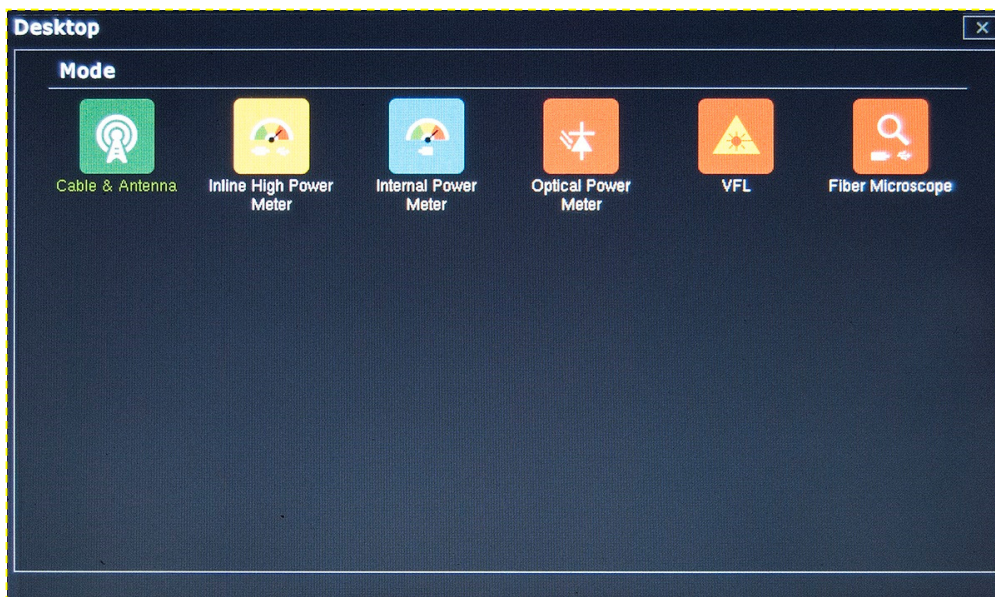 Desktop
Mode
Cable & Antenna
Inline High Power
Meter
Internal Power
Meter
Optical Power
Meter
VFL
Fiber Microscope